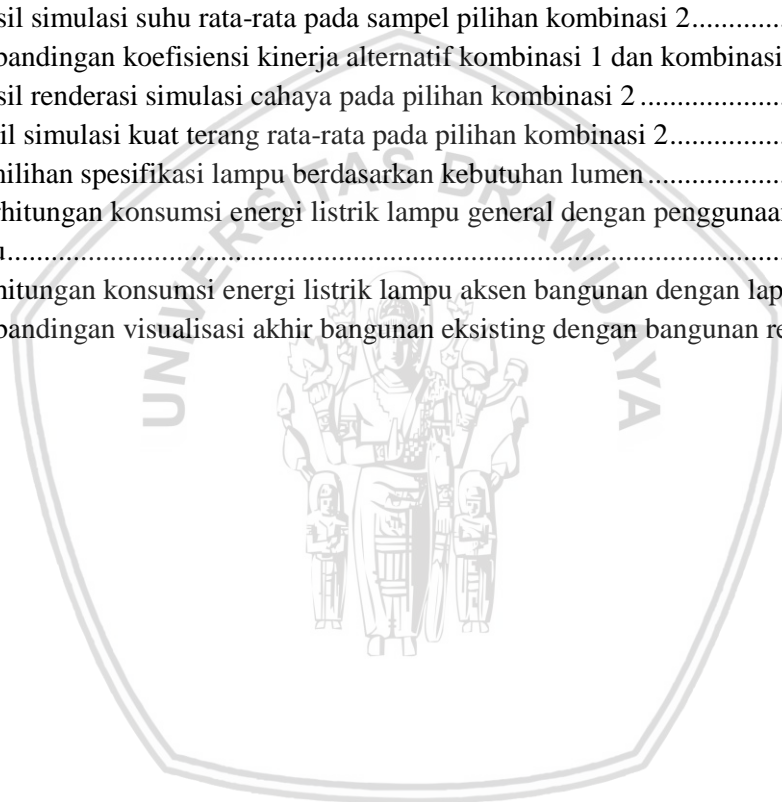 sil simulasi suhu rata-rata pada sampel pilihan kombinasi 2..............
bandingan koefisiensi kinerja alternatif kombinasi 1 dan kombinasi
sil renderasi simulasi cahaya pada pilihan kombinasi 2......................
il simulasi kuat terang rata-rata pada pilihan kombinasi 2.................
nilihan spesifikasi lampu berdasarkan kebutuhan lumen.....................
rhitungan konsumsi energi listrik lampu general dengan penggunaan
u.............................................................................................................
hitungan konsumsi energi listrik lampu aksen bangunan dengan lap
bandingan visualisasi akhir bangunan eksisting dengan bangunan re
UNIVERSITAS BRAWIJAYA